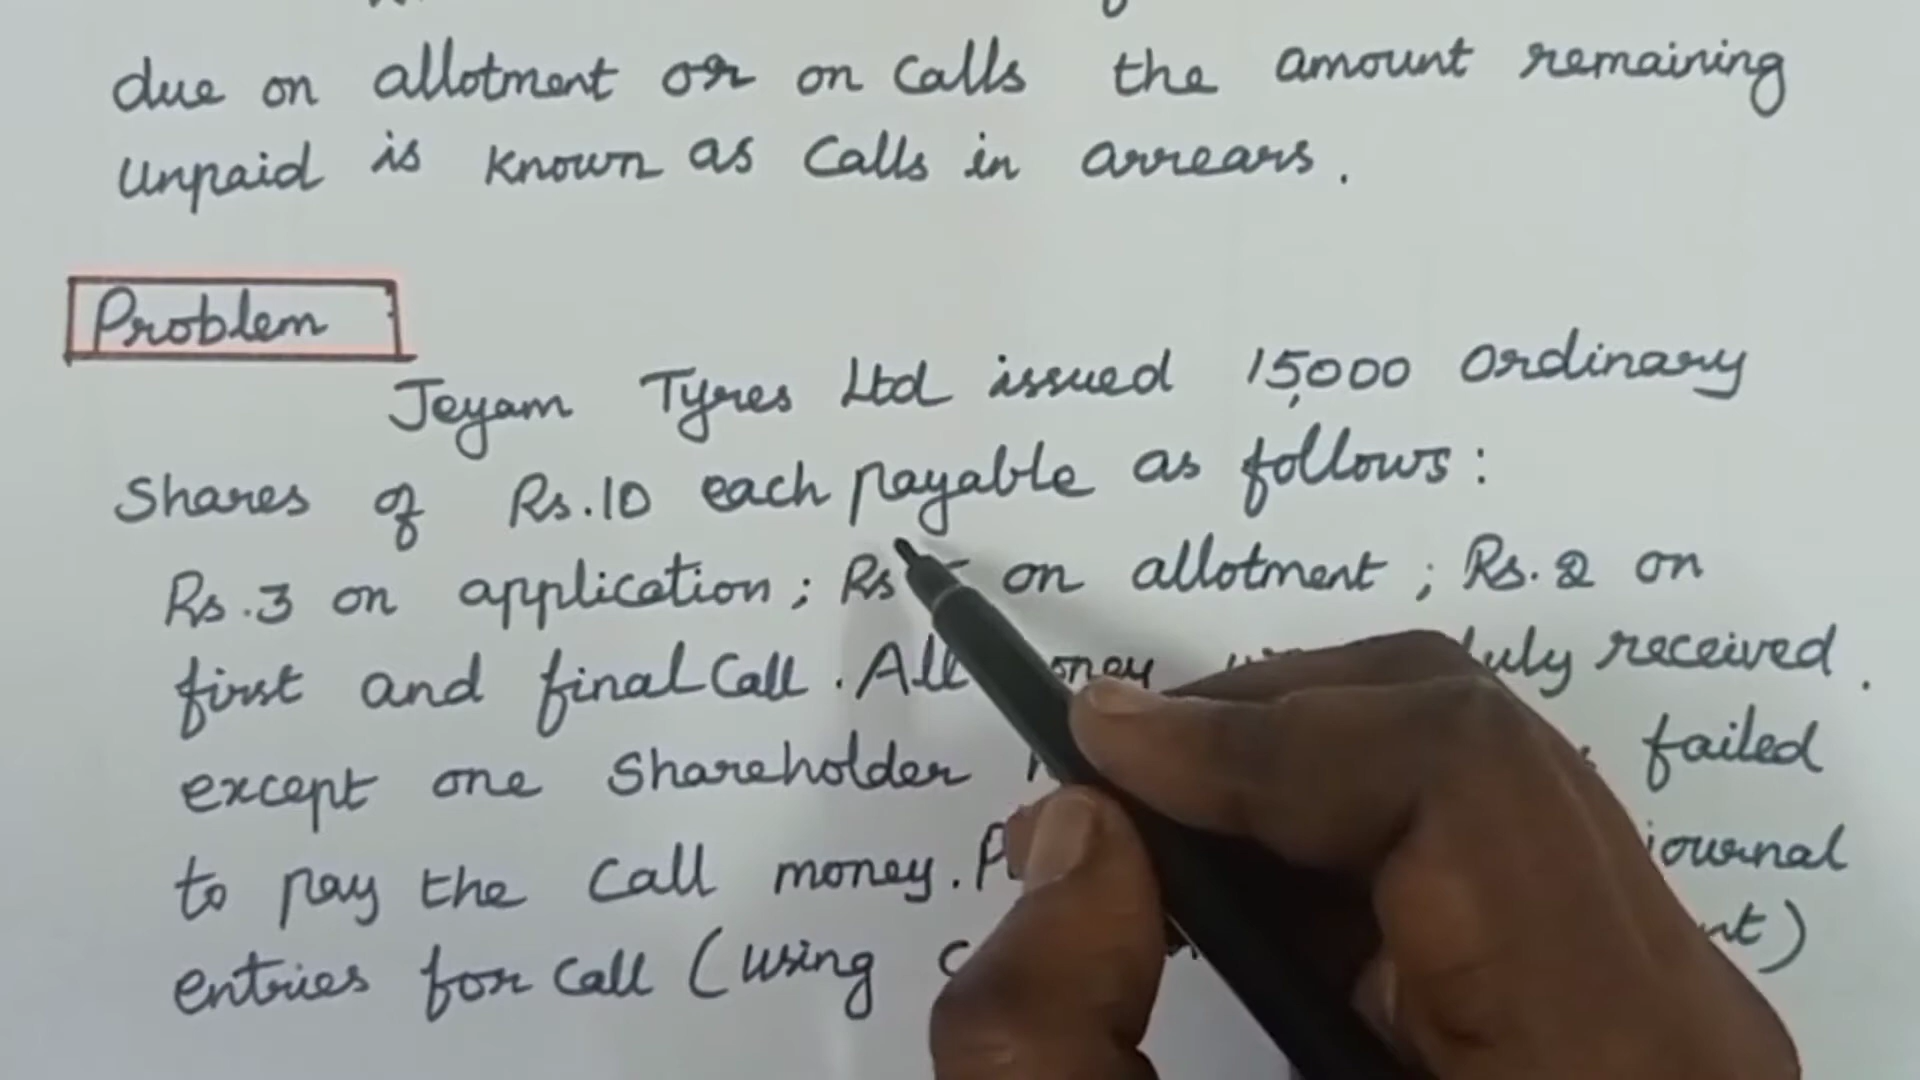 due on allotment or on calls the amount remaining
unpaid is known as Calls in arrears.
Problem
Jeyam Tyres Ltd issued 15,000 ordinary
Shares of Rs.10 each payable as follows:
Rs.3 on application; Rs on allotment; Rs.2 on
first and final Call. All money duly received.
except one Shareholder failed
to pay the Call money. journal
entries for Call (using